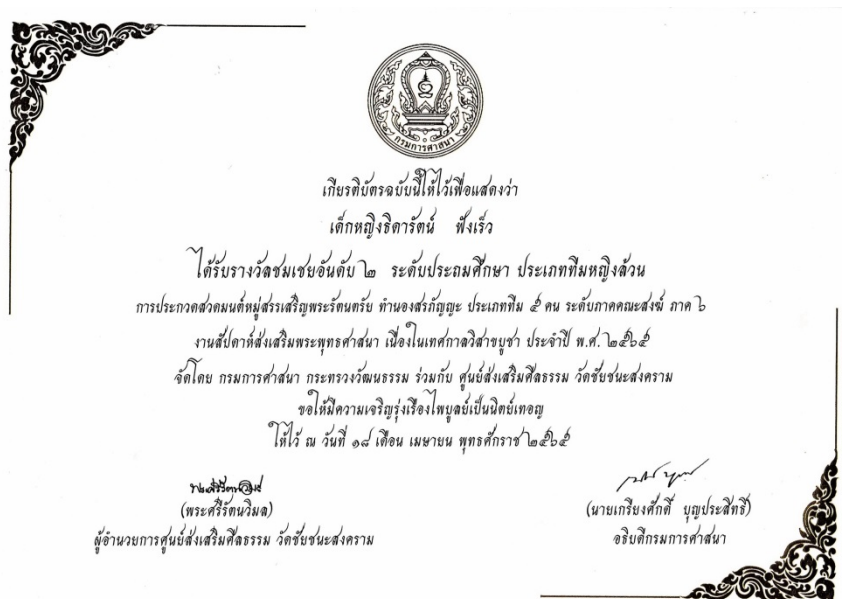 กรมการศาสนา
เกียรติบัตรฉบับนี้ให้ไว้เพื่อแสดงว่า
เด็กหญิงธิดารัตน์ ฟังเร็ว
ได้รับรางวัลชมเชยอันดับ ๒ ระดับประถมศึกษา ประเภททีมหญิงล้วน
การประกวดสวดมนต์หมู่สรรเสริญพระรัตนตรัย ทำนองสรภัญญะ ประเภททีม ๕ คน ระดับภาคคณะสงฆ์ ภาค ๖
งานสัปดาห์ส่งเสริมพระพุทธศาสนา เนื่องในเทศกาลวิสาขบูชา ประจำปี พ.ศ. ๒๕๖๕
จัดโดย กรมการศาสนา กระทรวงวัฒนธรรม ร่วมกับ ศูนย์ส่งเสริมศีลธรรม วัดชัยชนะสงคราม
ขอให้มีความเจริญรุ่งเรืองไพบูลย์เป็นนิตย์เทอญ
ให้ไว้ ณ วันที่ ๑๘ เดือน เมษายน พุทธศักราช ๒๕๖๕
(พระศรีรัตนวิมล)
ผู้อำนวยการศูนย์ส่งเสริมศีลธรรม วัดชัยชนะสงคราม
(นายเกรียงศักดิ์ บุญประสิทธิ์)
อธิบดีกรมการศาสนา